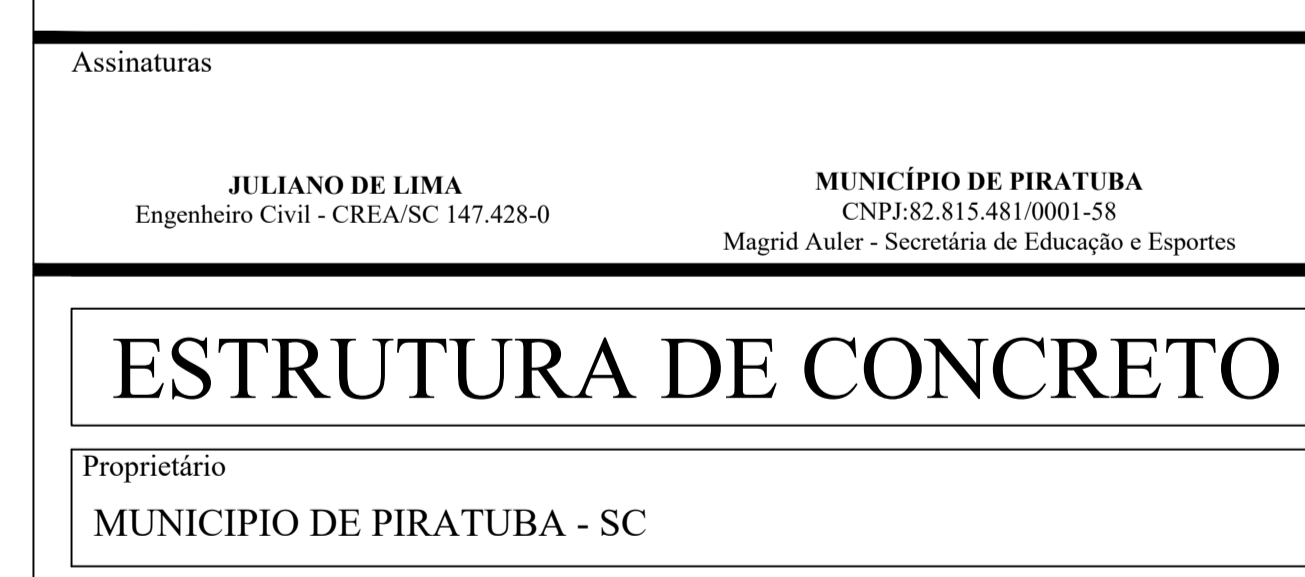 Assinaturas
JULIANO DE LIMA
Engenheiro Civil - CREA/SC 147.428-0
MUNICÍPIO DE PIRATUBA
CNPJ:82.815.481/0001-58
Magrid Auler - Secretária de Educação e Esportes
ESTRUTURA DE CONCRETO
Proprietário
MUNICIPIO DE PIRATUBA - SC